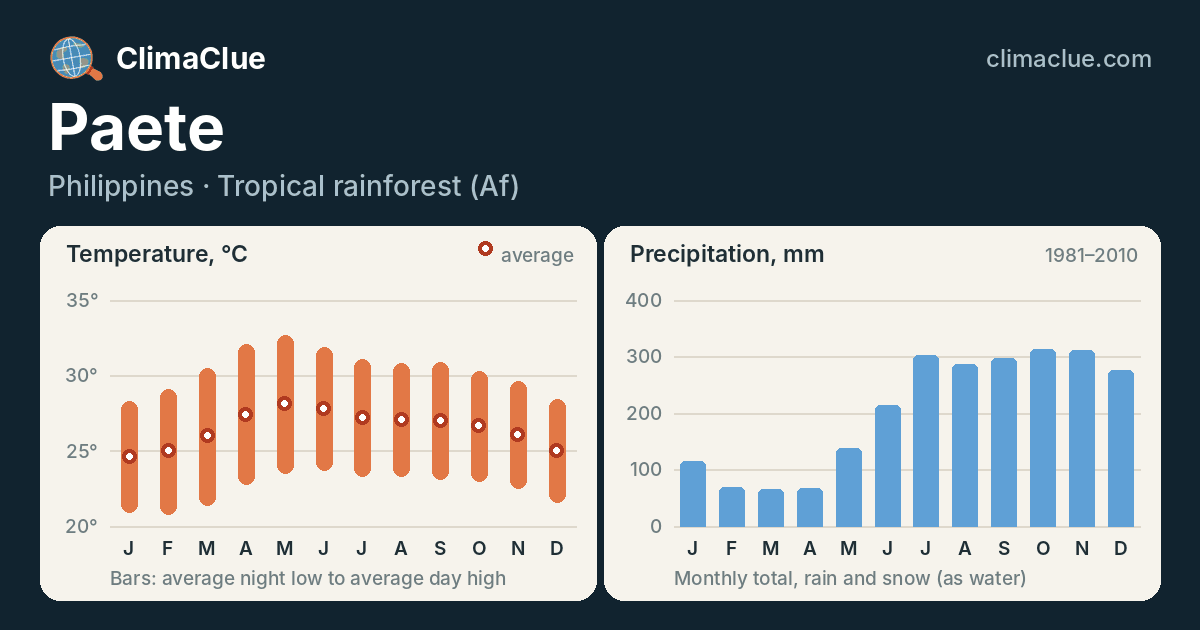 ClimaClue
climaclue.com
Paete
Philippines · Tropical rainforest (Af)
Temperature, °C
average
35°
30°
25°
20°
J F M A M J J A S O N D
Bars: average night low to average day high
Precipitation, mm
1981–2010
400
300
200
100
0
J F M A M J J A S O N D
Monthly total, rain and snow (as water)